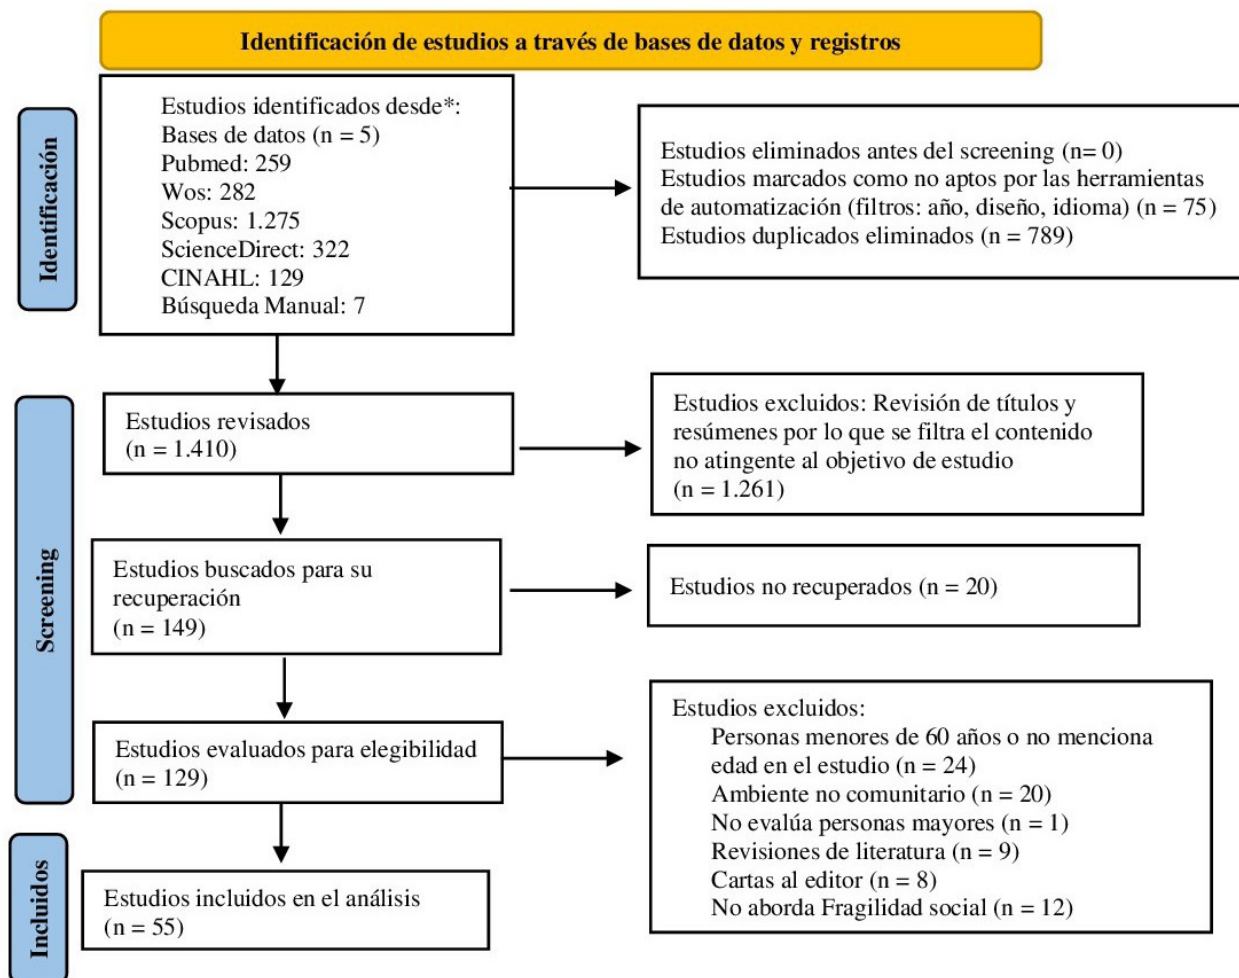 Identificación de estudios a través de bases de datos y registros
Identificación
Estudios identificados desde*:
Bases de datos (n = 5)
Pubmed: 259
Wos: 282
Scopus: 1.275
ScienceDirect: 322
CINAHL: 129
Búsqueda Manual: 7
Estudios eliminados antes del screening (n= 0)
Estudios marcados como no aptos por las herramientas
de automatización (filtros: año, diseño, idioma) (n = 75)
Estudios duplicados eliminados (n = 789)
Screening
Estudios revisados
(n = 1.410)
Estudios excluidos: Revisión de títulos y
resúmenes por lo que se filtra el contenido
no atingente al objetivo de estudio
(n = 1.261)
Estudios buscados para su
recuperación
(n = 149)
Estudios no recuperados (n = 20)
Estudios evaluados para elegibilidad
(n = 129)
Estudios excluidos:
Personas menores de 60 años o no menciona
edad en el estudio (n = 24)
Ambiente no comunitario (n = 20)
No evalúa personas mayores (n = 1)
Revisiones de literatura (n = 9)
Cartas al editor (n = 8)
No aborda Fragilidad social (n = 12)
Incluidos
Estudios incluidos en el análisis
(n = 55)